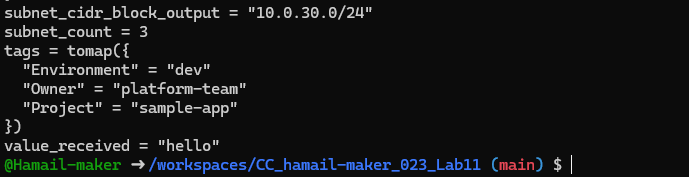 subnet_cidr_block_output = "10.0.30.0/24"
subnet_count = 3
tags = tomap({
  "Environment" = "dev"
  "Owner" = "platform-team"
  "Project" = "sample-app"
})
value_received = "hello"
@Hamail-maker ➜ /workspaces/CC_hamail-maker_023_Lab11 (main) $